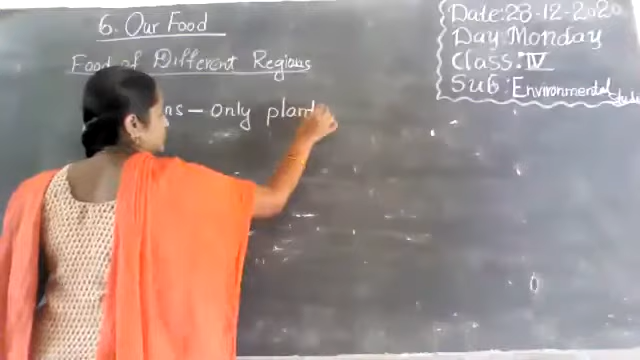 6. Our Food
Food of Different Regions
– only plant
Date: 28-12-2020
Day: Monday
Class: IV
Sub: Environmental